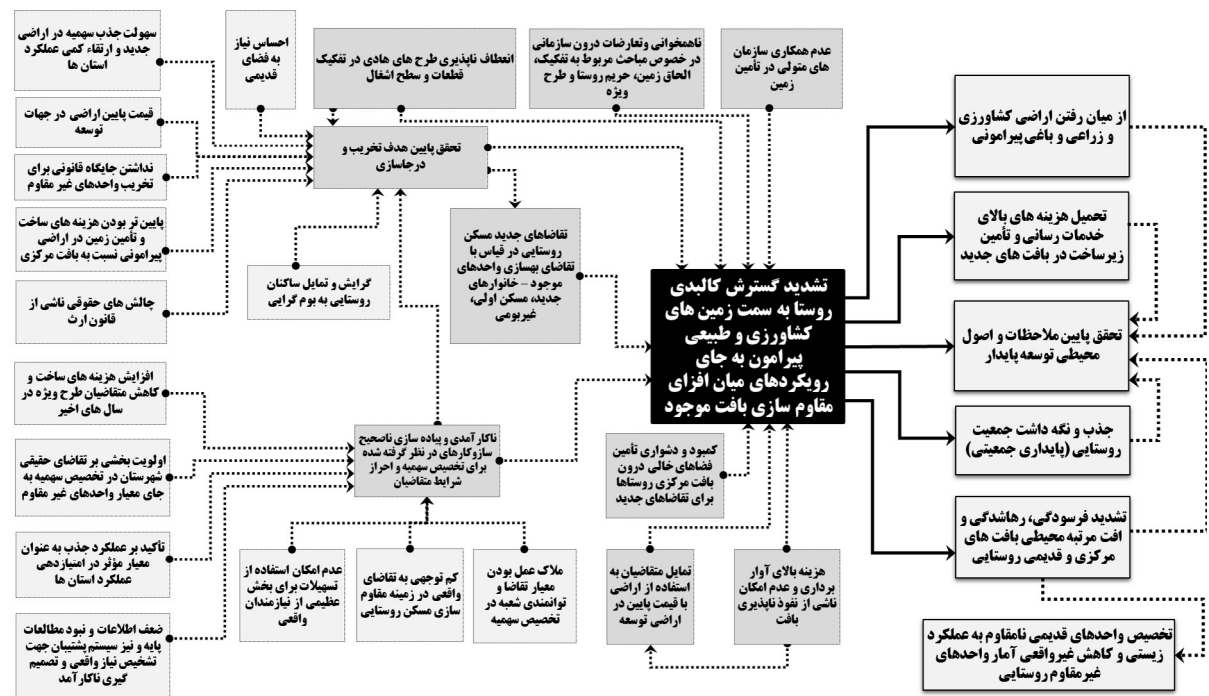 سهولت جذب سهمیه در اراضی
جدید و ارتقاء کمی عملکرد
استان ها
احساس نیاز
به فضای
قدیمی
انعطاف ناپذیری طرح های هادی در تفکیک
قطعات و سطح اشغال
ناهمخوانی وتعارضات درون سازمانی
در خصوص مباحث مربوط به تفکیک،
الحاق زمین، حریم روستا و طرح
ویژه
عدم همکاری سازمان
های متولی در تأمین
زمین
قیمت پایین اراضی در جهات
توسعه
تحقق پایین هدف تخریب و
درجاسازی
نداشتن جایگاه قانونی برای
تخریب واحدهای غیر مقاوم
پایین تر بودن هزینه های ساخت
و تأمین زمین در اراضی
پیرامونی نسبت به بافت مرکزی
گرایش و تمایل ساکنان
روستایی به بوم گرایی
تقاضاهای جدید مسکن
روستایی در قیاس با
تقاضای بهسازی واحدهای
موجود – خانوارهای
جدید، مسکن اولی،
غیربومی
چالش های حقوقی ناشی از
قانون ارث
تشدید گسترش کالبدی
روستا به سمت زمین های
کشاورزی و طبیعی
پیرامون به جای
رویکردهای میان افزای
مقاوم سازی بافت موجود
افزایش هزینه های ساخت و
کاهش متقاضیان طرح ویژه در
سال های اخیر
ناکارآمدی و پیاده سازی ناصحیح
سازوکارهای در نظر گرفته شده
برای تخصیص سهمیه و احراز
شرایط متقاضیان
اولویت بخشی بر تقاضای حقیقی
شهرستان در تخصیص سهمیه به
جای معیار واحدهای غیر مقاوم
کمبود و دشواری تأمین
فضاهای خالی درون
بافت مرکزی روستاها
برای تقاضاهای جدید
تأکید بر عملکرد جذب به عنوان
معیار مؤثر در امتیازدهی
عملکرد استان ها
عدم امکان استفاده از
تسهیلات برای بخش
عظیمی از نیازمندان
واقعی
کم توجهی به تقاضای
واقعی در زمینه مقاوم
سازی مسکن روستایی
ملاک عمل بودن
معیار تقاضا و
توانمندی شعبه در
تخصیص سهمیه
تمایل متقاضیان به
استفاده از اراضی
با قیمت پایین در
اراضی توسعه
هزینه بالای آوار
برداری و عدم امکان
ناشی از نفوذ ناپذیری
بافت
ضعف اطلاعات و نبود مطالعات
پایه و نیز سیستم پشتیبان جهت
تشخیص نیاز واقعی و تصمیم
گیری ناکارآمد
از میان رفتن اراضی کشاورزی
و زراعی و باغی پیرامونی
تحمیل هزینه های بالای
خدمات رسانی و تأمین
زیرساخت در بافت های جدید
تحقق پایین ملاحظات و اصول
محیطی توسعه پایدار
جذب و نگه داشت جمعیت
روستایی (پایداری جمعیتی)
تشدید فرسودگی، رهاشدگی و
افت مرتبه محیطی بافت های
مرکزی و قدیمی روستایی
تخصیص واحدهای قدیمی نامقاوم به عملکرد
زیستی و کاهش غیرواقعی آمار واحدهای
غیرمقاوم روستایی